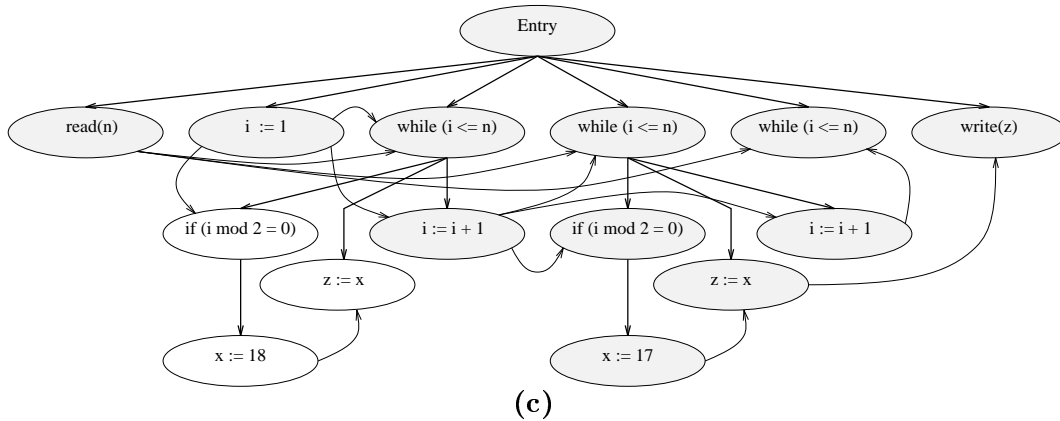 Entry
read(n)
i := 1
while (i <= n)
while (i <= n)
while (i <= n)
write(z)
if (i mod 2 = 0)
i := i + 1
if (i mod 2 = 0)
i := i + 1
z := x
z := x
x := 18
x := 17
(c)